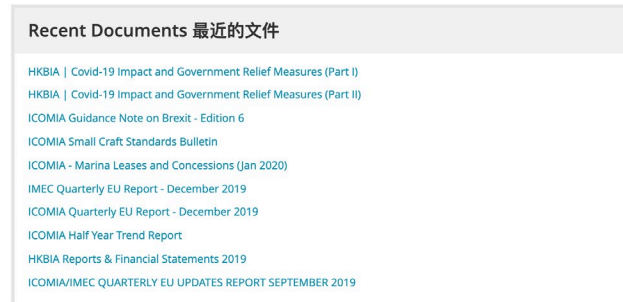 Recent Documents 最近的文件
HKBIA | Covid-19 Impact and Government Relief Measures (Part I)
HKBIA | Covid-19 Impact and Government Relief Measures (Part II)
ICOMIA Guidance Note on Brexit - Edition 6
ICOMIA Small Craft Standards Bulletin
ICOMIA - Marina Leases and Concessions (Jan 2020)
IMEC Quarterly EU Report - December 2019
ICOMIA Quarterly EU Report - December 2019
ICOMIA Half Year Trend Report
HKBIA Reports & Financial Statements 2019
ICOMIA/IMEC QUARTERLY EU UPDATES REPORT SEPTEMBER 2019